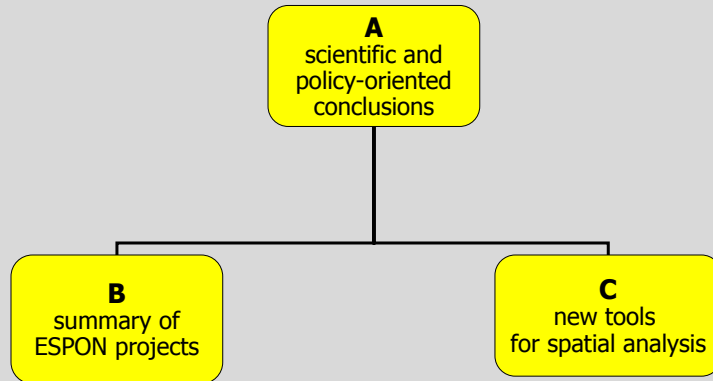 A
scientific and
policy-oriented
conclusions
B
summary of
ESPON projects
C
new tools
for spatial analysis